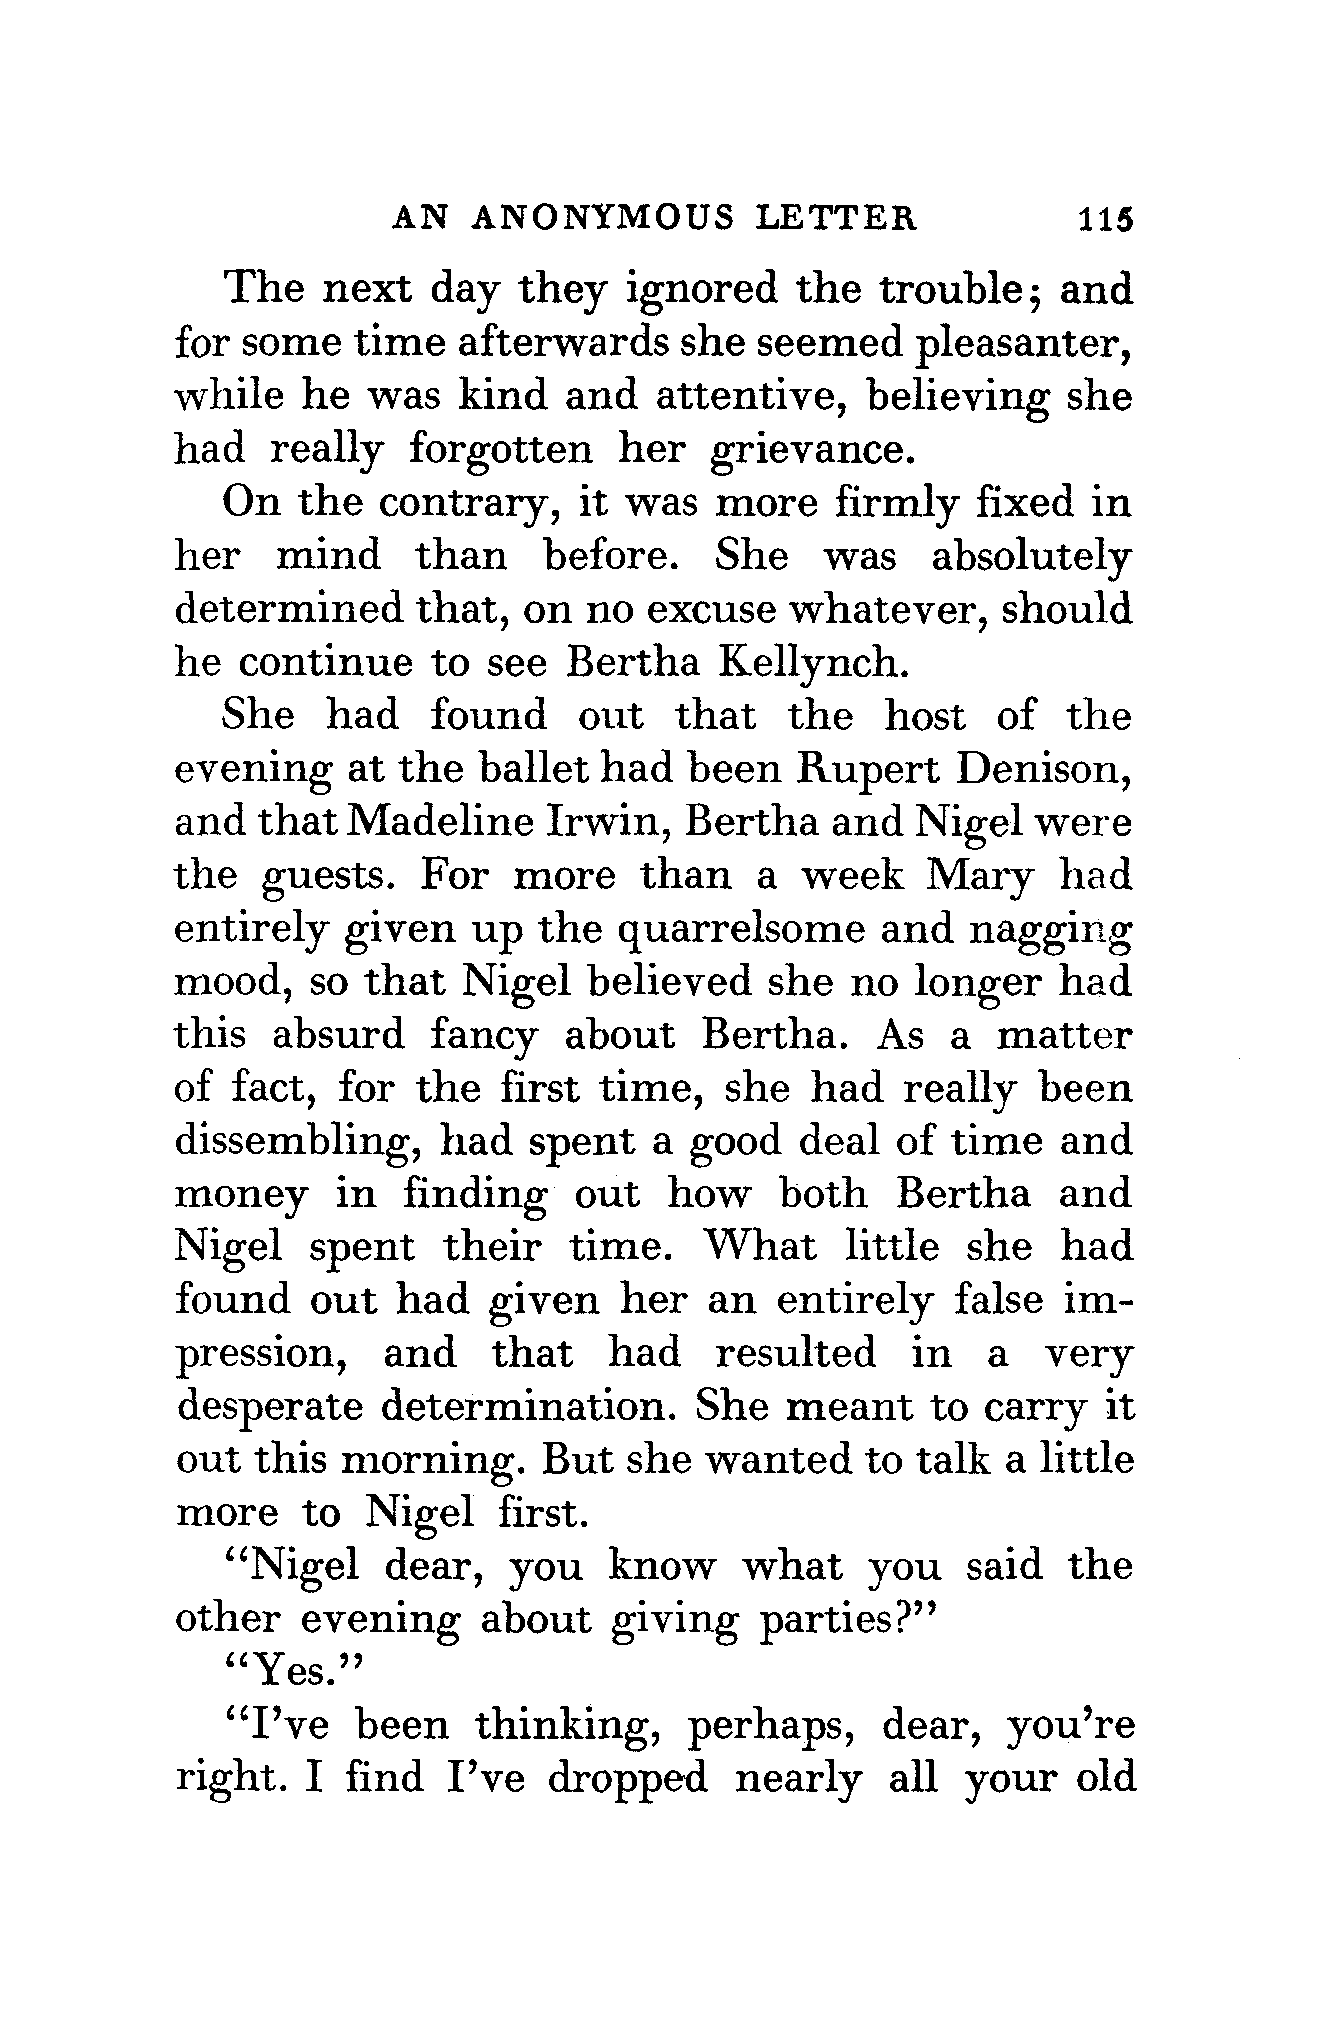 AN ANONYMOUS LETTER 115
The next day they ignored the trouble; and
for some time afterwards she seemed pleasanter,
while he was kind and attentive, believing she
had really forgotten her grievance.
On the contrary, it was more firmly fixed in
her mind than before. She was absolutely
determined that, on no excuse whatever, should
he continue to see Bertha Kellynch.
She had found out that the host of the
evening at the ballet had been Rupert Denison,
and that Madeline Irwin, Bertha and Nigel were
the guests. For more than a week Mary had
entirely given up the quarrelsome and nagging
mood, so that Nigel believed she no longer had
this absurd fancy about Bertha. As a matter
of fact, for the first time, she had really been
dissembling, had spent a good deal of time and
money in finding out how both Bertha and
Nigel spent their time. What little she had
found out had given her an entirely false im-
pression, and that had resulted in a very
desperate determination. She meant to carry it
out this morning. But she wanted to talk a little
more to Nigel first.
“Nigel dear, you know what you said the
other evening about giving parties?”
“Yes.”
“I’ve been thinking, perhaps, dear, you’re
right. I find I’ve dropped nearly all your old